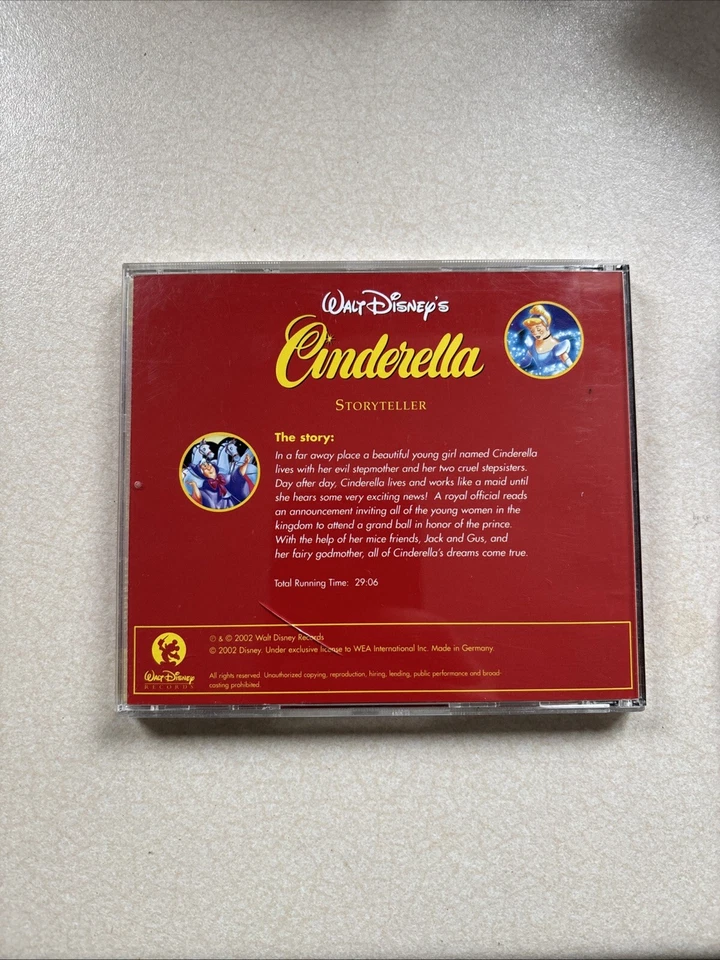 WALT DISNEY'S
Cinderella
STORYTELLER
The story:
In a far away place a beautiful young girl named Cinderella
lives with her evil stepmother and her two cruel stepsisters.
Day after day, Cinderella lives and works like a maid until
she hears some very exciting news! A royal official reads
an announcement inviting all of the young women in the
kingdom to attend a grand ball in honor of the prince.
With the help of her mice friends, Jack and Gus, and
her fairy godmother, all of Cinderella's dreams come true.
Total Running Time: 29:06
℗ & © 2002 Walt Disney Records
© 2002 Disney. Under exclusive license to WEA International Inc. Made in Germany.
All rights reserved. Unauthorized copying, reproduction, hiring, lending, public performance and broad-
casting prohibited.
WALT DISNEY
RECORDS